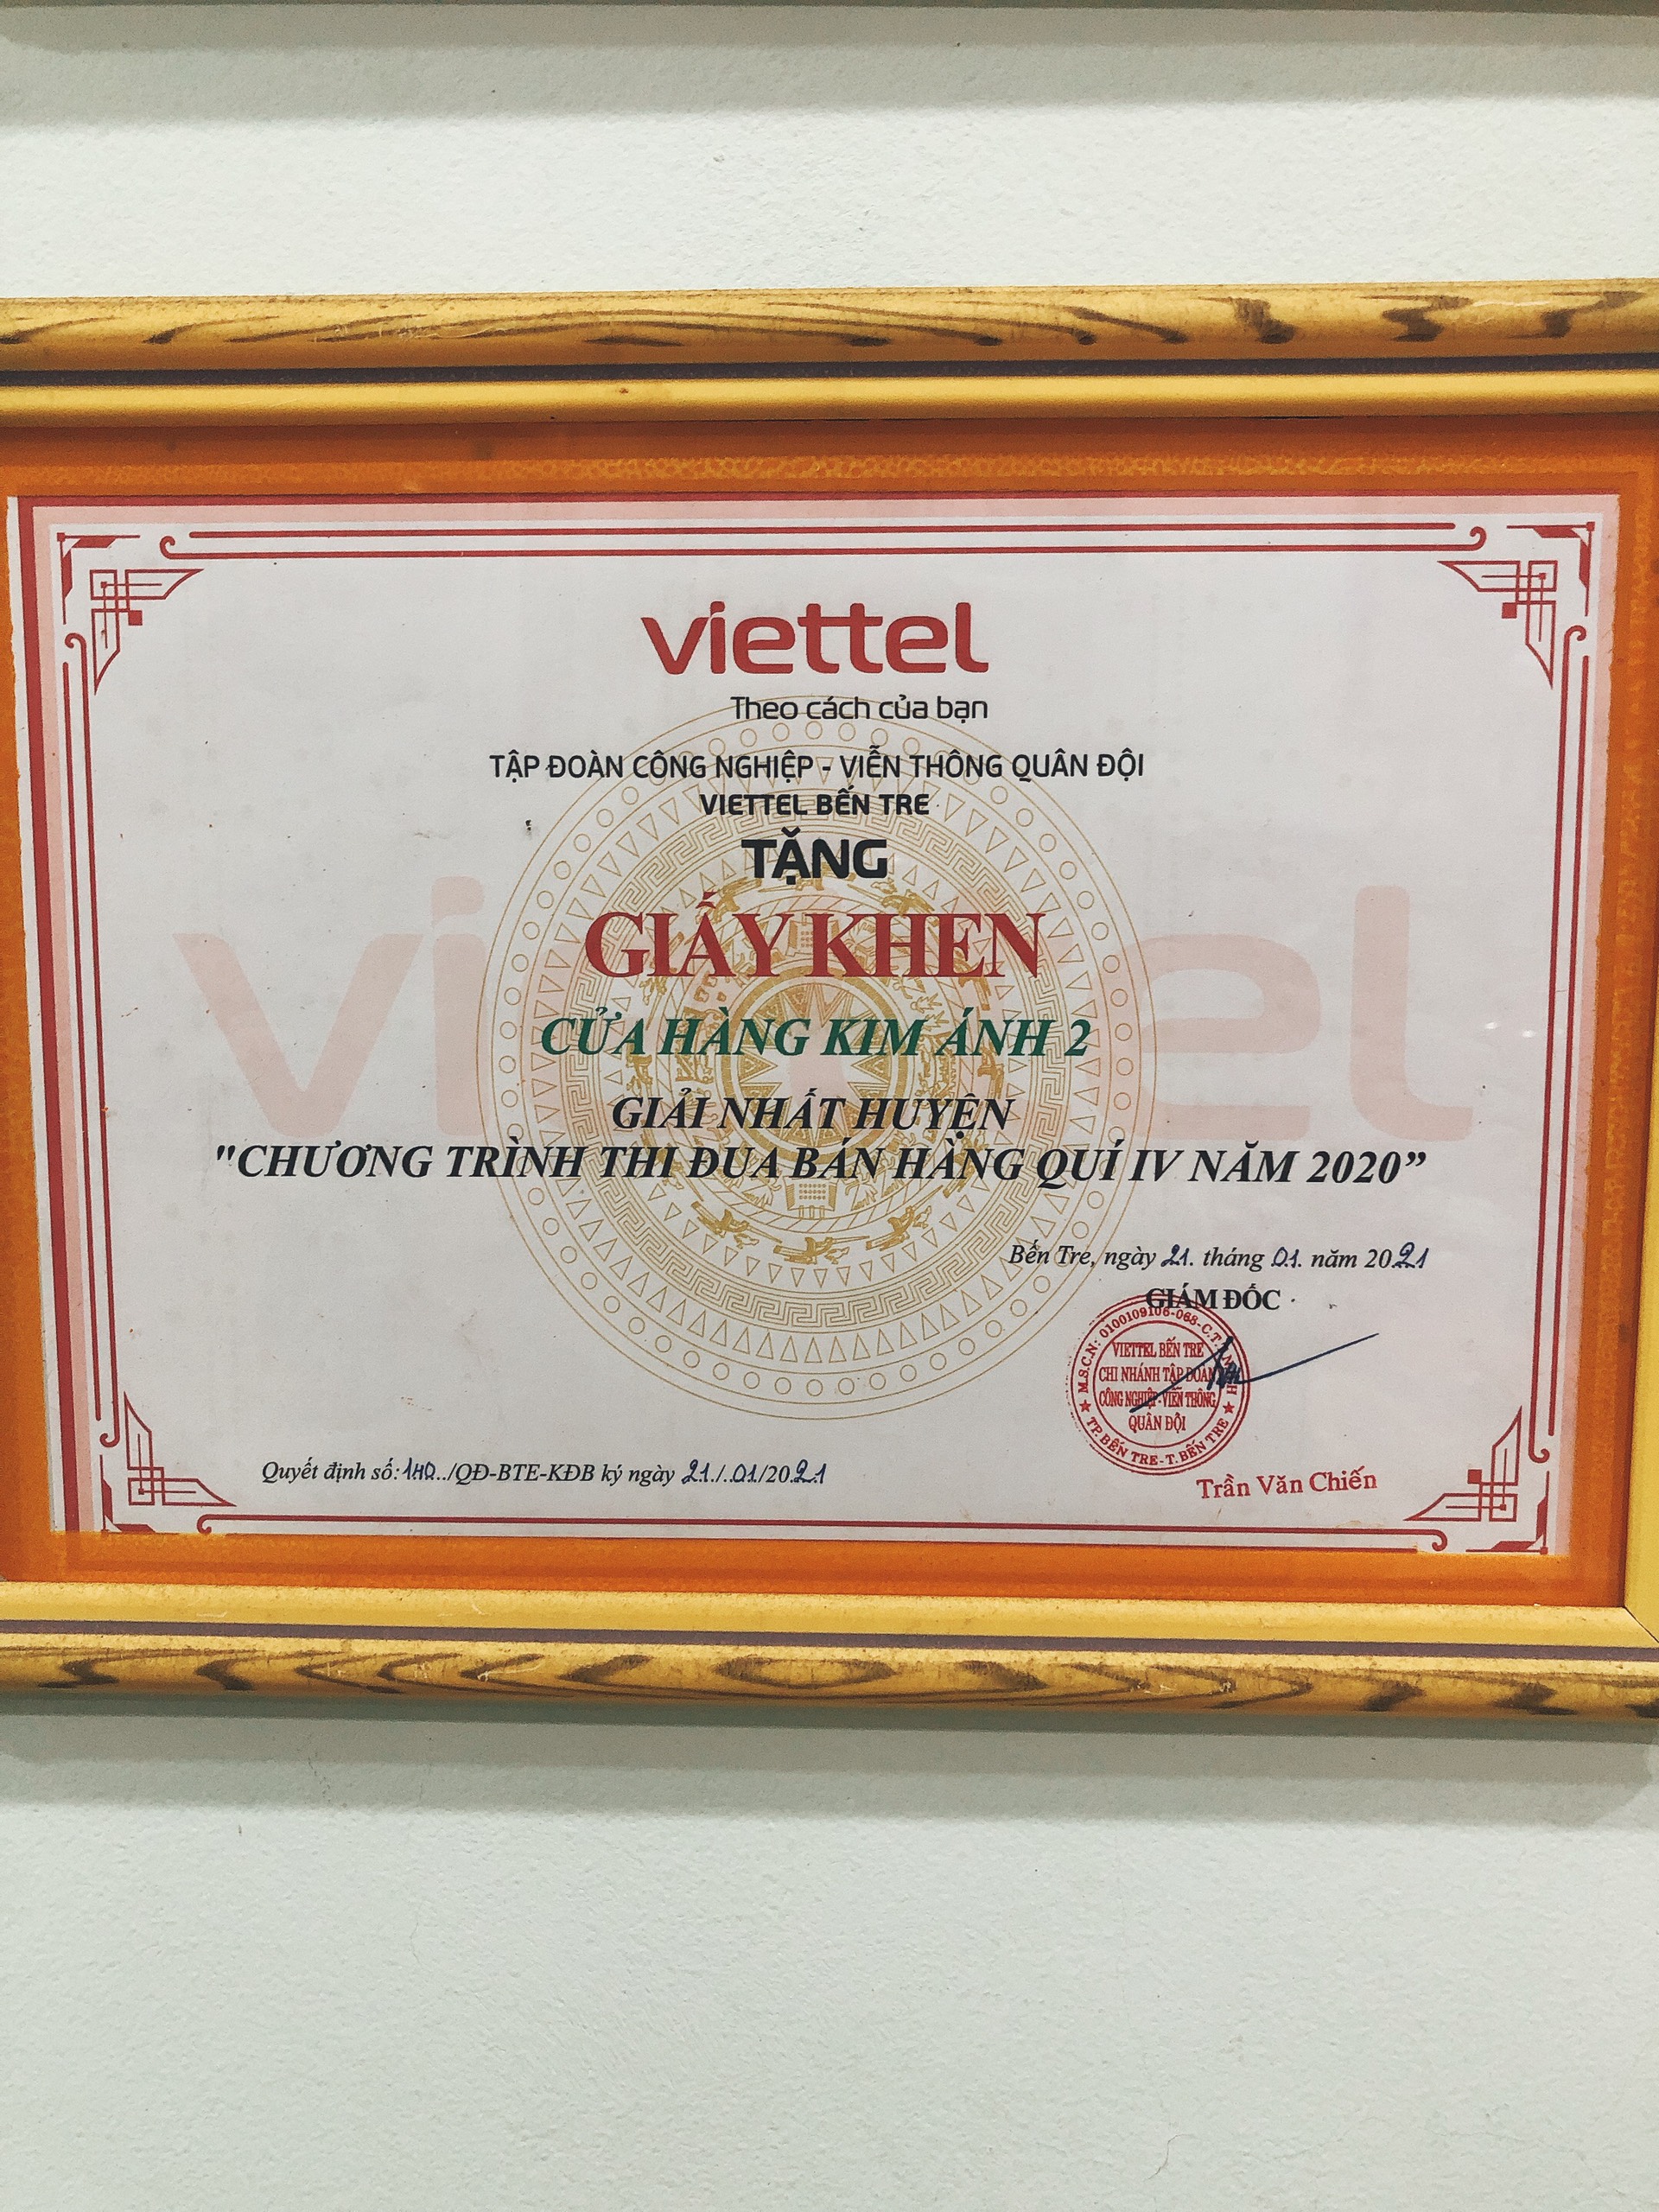 viettel
Theo cách của bạn
TẬP ĐOÀN CÔNG NGHIỆP - VIỄN THÔNG QUÂN ĐỘI
VIETTEL BẾN TRE
TẶNG
GIẤY KHEN
CỬA HÀNG KIM ÁNH 2
GIẢI NHẤT HUYỆN
"CHƯƠNG TRÌNH THI ĐUA BÁN HÀNG QUÍ IV NĂM 2020”
Bến Tre, ngày 21. tháng 01. năm 2021
GIÁM ĐỐC
M.S.C.N: 0100109106-068-C.T.
VIETTEL BẾN TRE
CHI NHÁNH TẬP ĐOÀN
CÔNG NGHIỆP-VIỄN THÔNG
QUÂN ĐỘI
TP. BẾN TRE-T. BẾN TRE
Trần Văn Chiến
Quyết định số: /QĐ-BTE-KĐB ký ngày 21./..01./2021